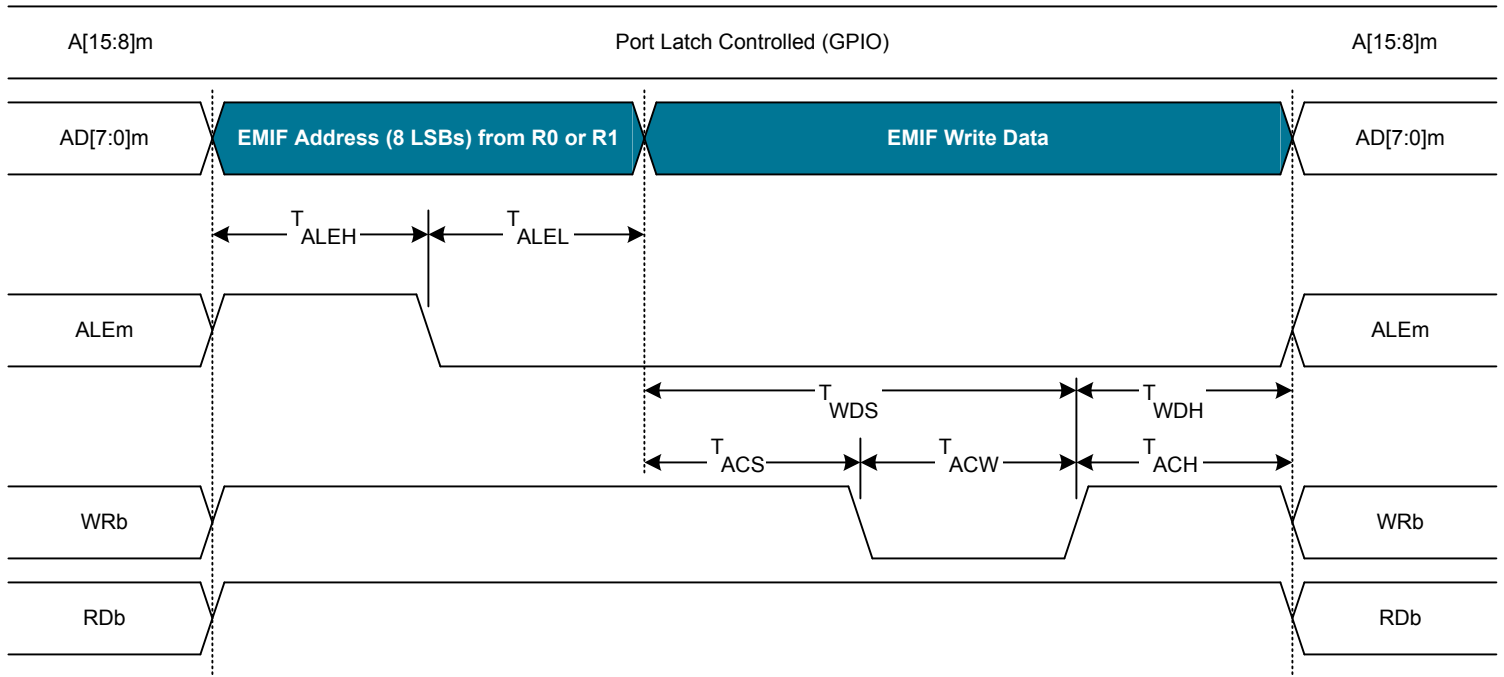 A[15:8]m Port Latch Controlled (GPIO) A[15:8]m
AD[7:0]m EMIF Address (8 LSBs) from R0 or R1 EMIF Write Data AD[7:0]m
TALEH TALEL
ALEm ALEm
TWDS TWDH
TACS TACW TACH
WRb WRb
RDb RDb